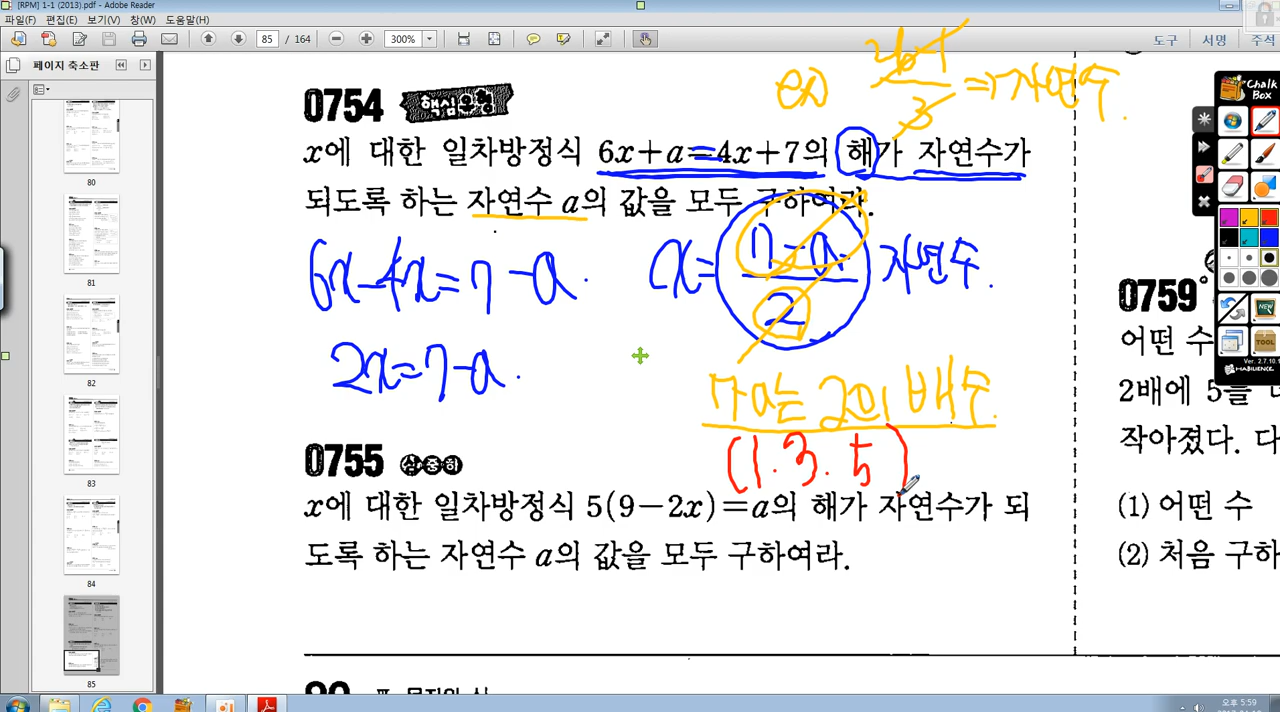 [RPM] 1-1 (2013).pdf - Adobe Reader
파일(F) 편집(E) 보기(V) 창(W) 도움말(H)
85 / 164 300% 도구 서명 주석
페이지 축소판
80
81
82
83
84
85
ex) = 자연수.
3
0754 핵심유형
x에 대한 일차방정식 6x+a=4x+7의 해가 자연수가
되도록 하는 자연수 a의 값을 모두 구하여라.
6x-4x=7-a.
2x=7-a.
x= 7-a
2
자연수.
7-a는 2의 배수.
(1. 3. 5)
0755 상중하
x에 대한 일차방정식 5(9-2x)=a의 해가 자연수가 되
도록 하는 자연수 a의 값을 모두 구하여라.
0759
어떤 수
2배에 5를
작아졌다. 다
(1) 어떤 수
(2) 처음 구하
Chalk
Box
NEW
TOOL
Ver. 2.7.10.1
MABILIENCE
오후 5:59